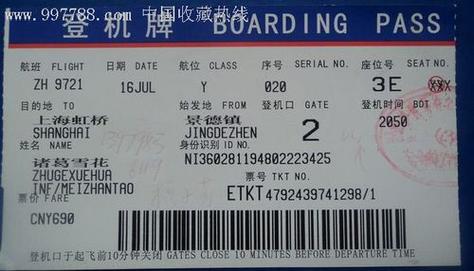 www.997788.com 中国收藏热线
登机牌 BOARDING PASS
航班 FLIGHT 日期 DATE 航位 CLASS 序号 SERIAL NO. 座位号 SEAT NO.
ZH 9721 16JUL Y 020 3E XXX
目的地 TO 始发地 FROM 登机口 GATE 登机时间 BDT
上海虹桥 景德镇 2 2050
SHANGHAI JINGDEZHEN
姓名 NAME 身份识别 ID NO.
诸葛雪花 NI360281194802223425
ZHUGEXUEHUA 票号 TKT NO.
INF/MEIZHANTAO ETKT4792439741298/1
票价 FARE
CNY690
登机口于起飞前10分钟关闭 GATES CLOSE 10 MINUTES BEFORE DEPARTURE TIME